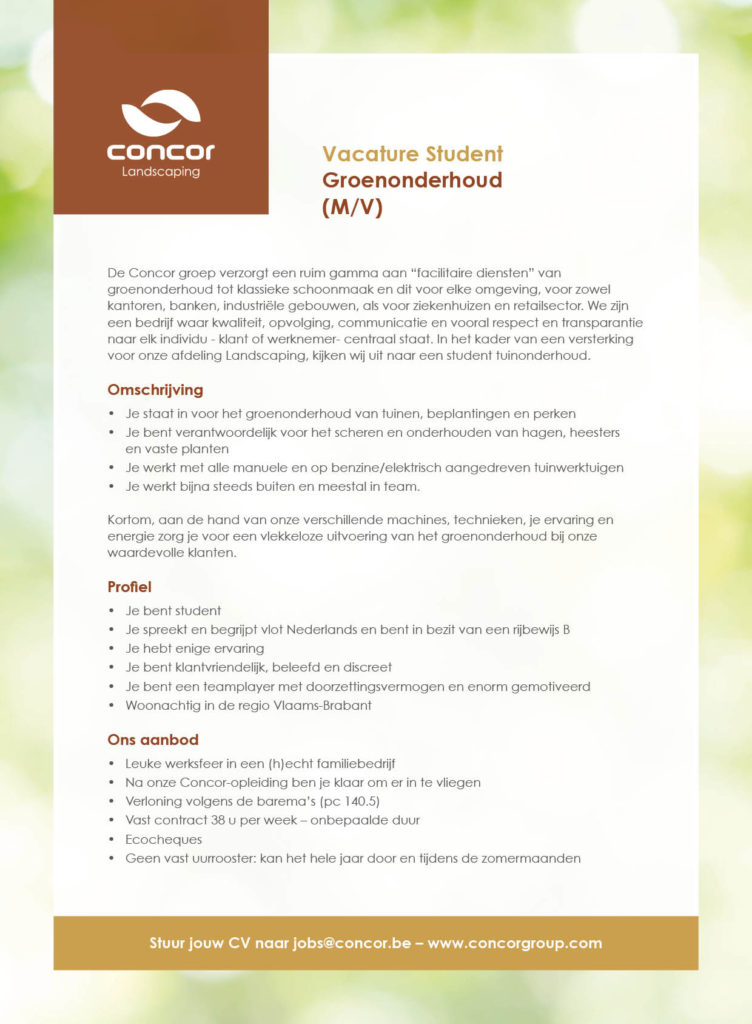 concor
Landscaping
Vacature Student
Groenonderhoud
(M/V)
De Concor groep verzorgt een ruim gamma aan “facilitaire diensten” van
groenonderhoud tot klassieke schoonmaak en dit voor elke omgeving, voor zowel
kantoren, banken, industriële gebouwen, als voor ziekenhuizen en retailsector. We zijn
een bedrijf waar kwaliteit, opvolging, communicatie en vooral respect en transparantie
naar elk individu - klant of werknemer- centraal staat. In het kader van een versterking
voor onze afdeling Landscaping, kijken wij uit naar een student tuinonderhoud.
Omschrijving
• Je staat in voor het groenonderhoud van tuinen, beplantingen en perken
• Je bent verantwoordelijk voor het scheren en onderhouden van hagen, heesters
en vaste planten
• Je werkt met alle manuele en op benzine/elektrisch aangedreven tuinwerktuigen
• Je werkt bijna steeds buiten en meestal in team.
Kortom, aan de hand van onze verschillende machines, technieken, je ervaring en
energie zorg je voor een vlekkeloze uitvoering van het groenonderhoud bij onze
waardevolle klanten.
Profiel
• Je bent student
• Je spreekt en begrijpt vlot Nederlands en bent in bezit van een rijbewijs B
• Je hebt enige ervaring
• Je bent klantvriendelijk, beleefd en discreet
• Je bent een teamplayer met doorzettingsvermogen en enorm gemotiveerd
• Woonachtig in de regio Vlaams-Brabant
Ons aanbod
• Leuke werksfeer in een (h)echt familiebedrijf
• Na onze Concor-opleiding ben je klaar om er in te vliegen
• Verloning volgens de barema’s (pc 140.5)
• Vast contract 38 u per week – onbepaalde duur
• Ecocheques
• Geen vast uurrooster: kan het hele jaar door en tijdens de zomermaanden
Stuur jouw CV naar jobs@concor.be – www.concorgroup.com